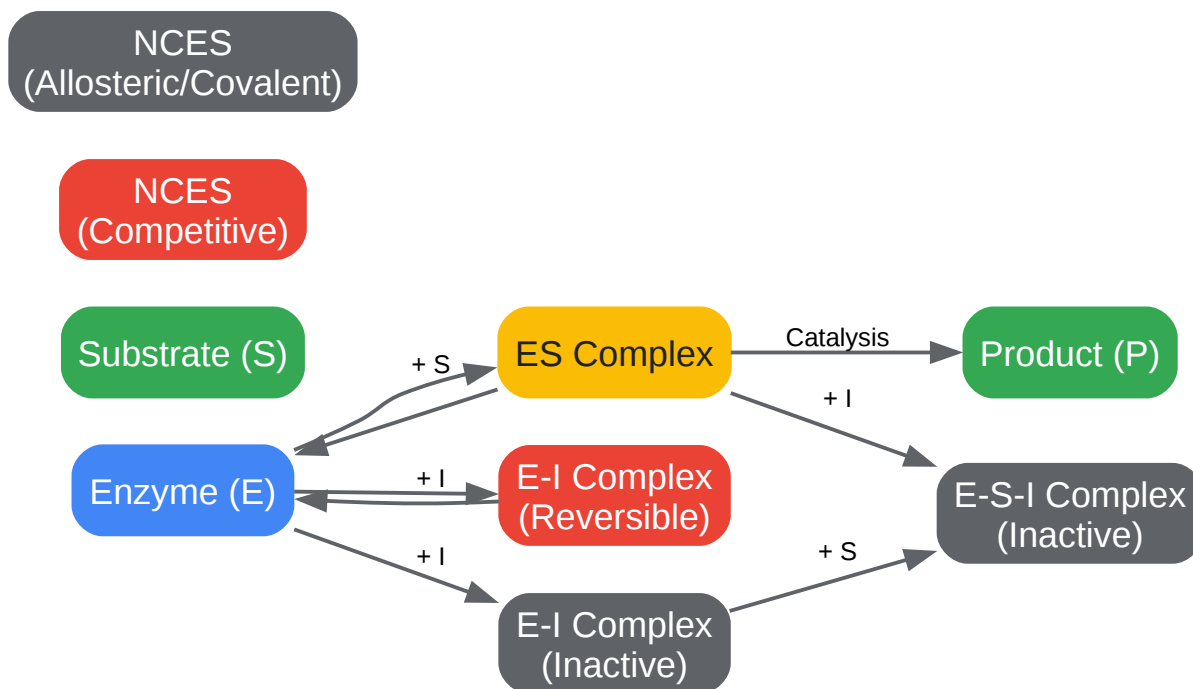 NCES
(Allosteric/Covalent)
NCES
(Competitive)
Substrate (S)
+ S
ES Complex
Catalysis
Product (P)
+ I
Enzyme (E)
+ I
E-I Complex
(Reversible)
E-S-I Complex
(Inactive)
+ I
+ S
E-I Complex
(Inactive)